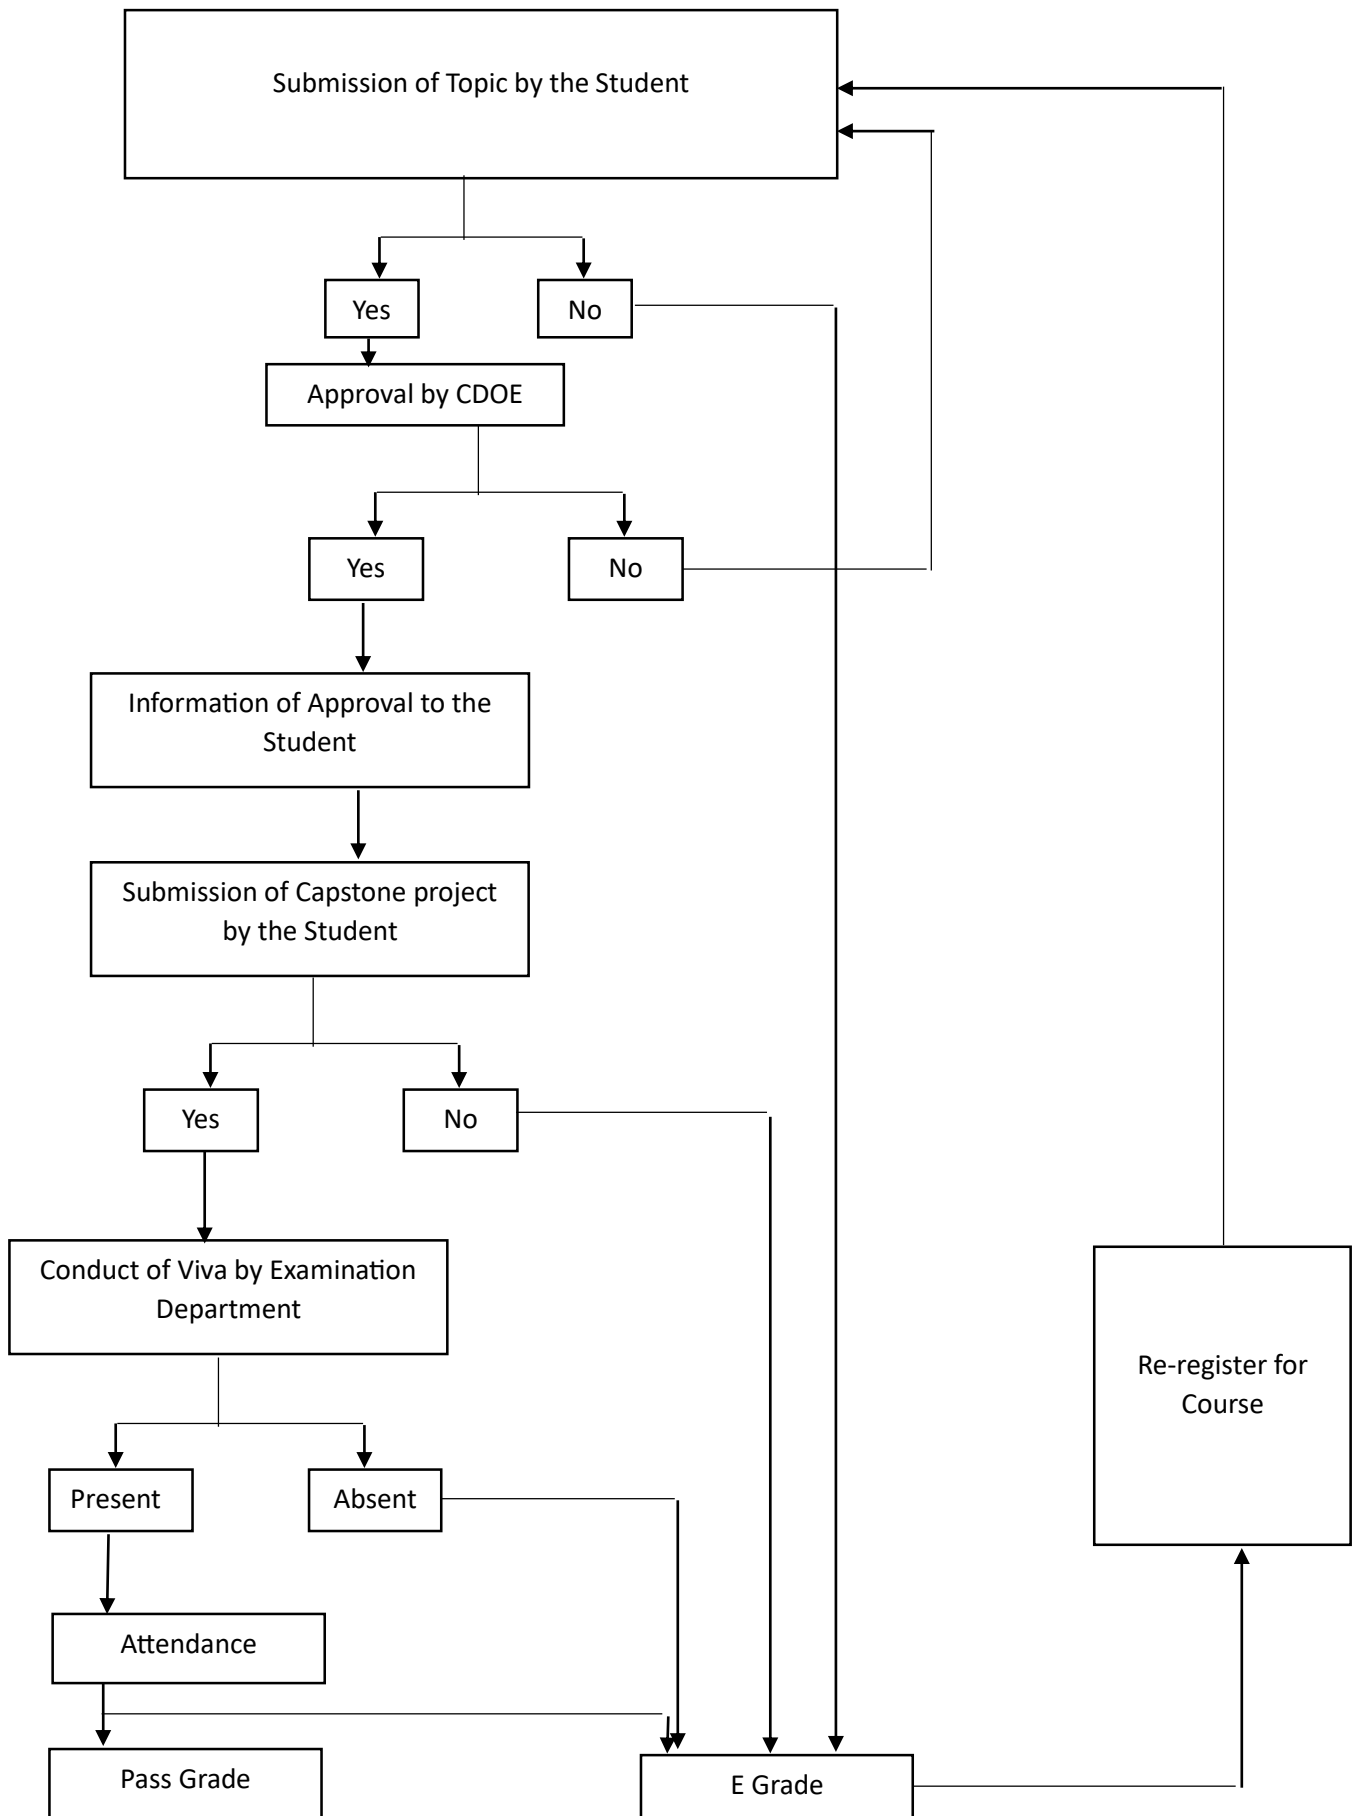 Submission of Topic by the Student
Yes
No
Approval by CDOE
Yes
No
Information of Approval to the
Student
Submission of Capstone project
by the Student
Yes
No
Conduct of Viva by Examination
Department
Re-register for
Course
Present
Absent
Attendance
Pass Grade
E Grade